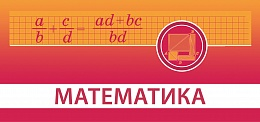 a/b + c/d = ad+bc/bd
МАТЕМАТИКА